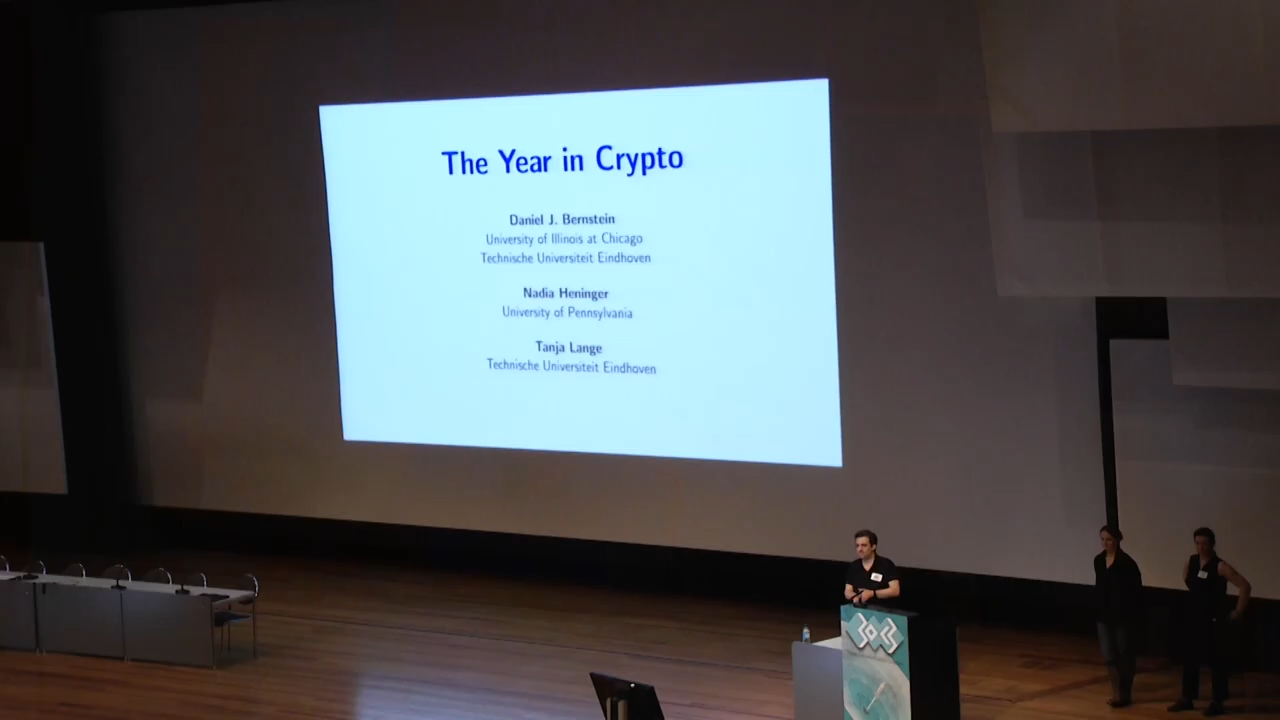 The Year in Crypto
Daniel J. Bernstein
University of Illinois at Chicago
Technische Universiteit Eindhoven
Nadia Heninger
University of Pennsylvania
Tanja Lange
Technische Universiteit Eindhoven
30C3